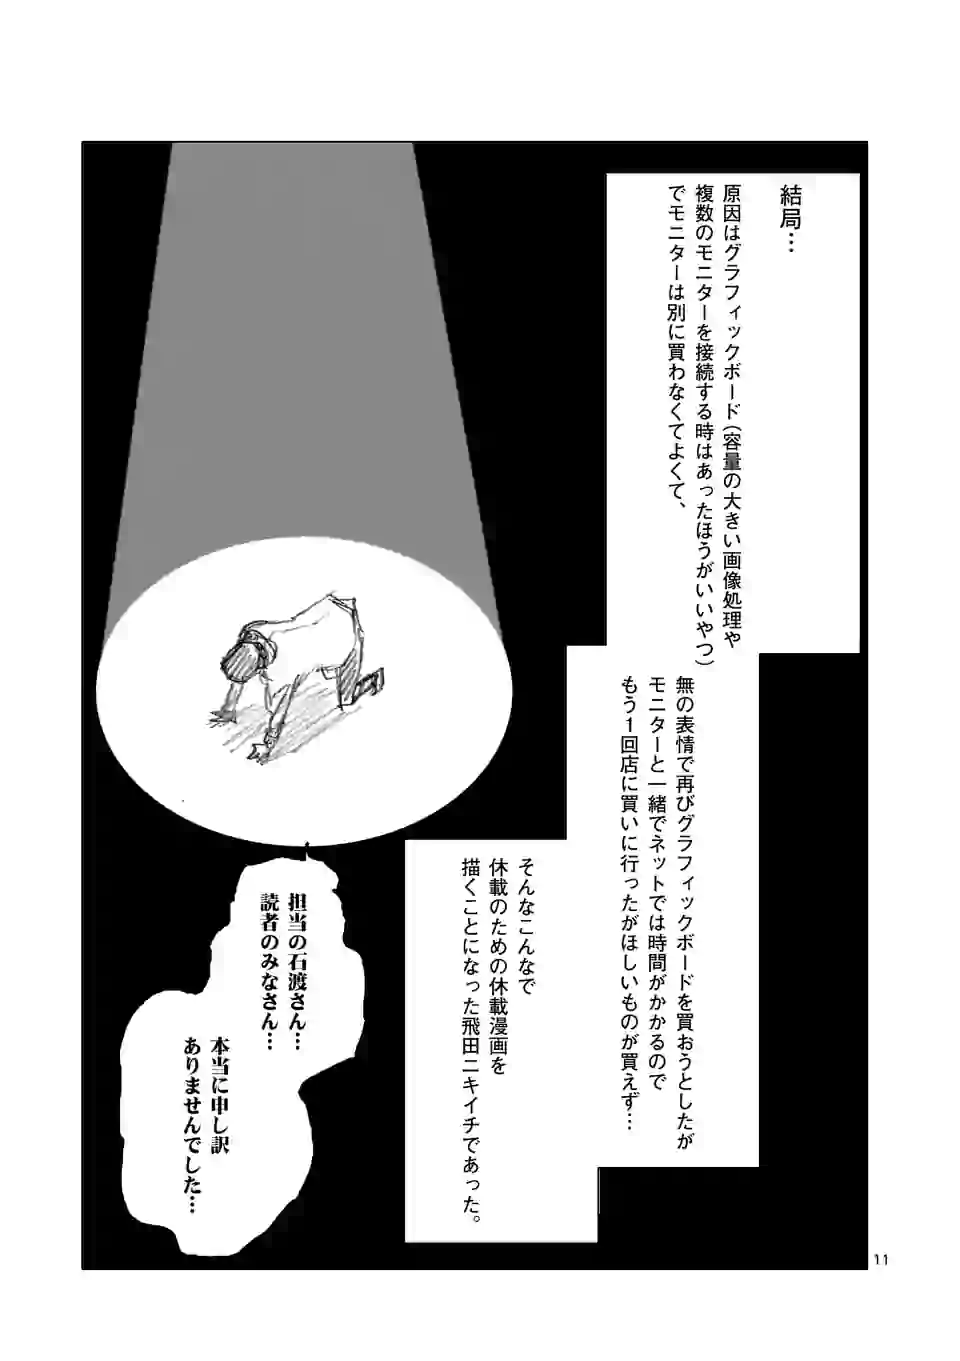 結局…
原因はグラフィックボード(容量の大きい画像処理や
複数のモニターを接続する時はあったほうがいいやつ)
でモニターは別に買わなくてよくて、
無の表情で再びグラフィックボードを買おうとしたが
モニターと一緒でネットでは時間がかかるので
もう1回店に買いに行ったがほしいものが買えず…
そんなこんなで
休載のための休載漫画を
描くことになった飛田ニキイチであった。
担当の石渡さん…
読者のみなさん…
本当に申し訳
ありませんでした…
11